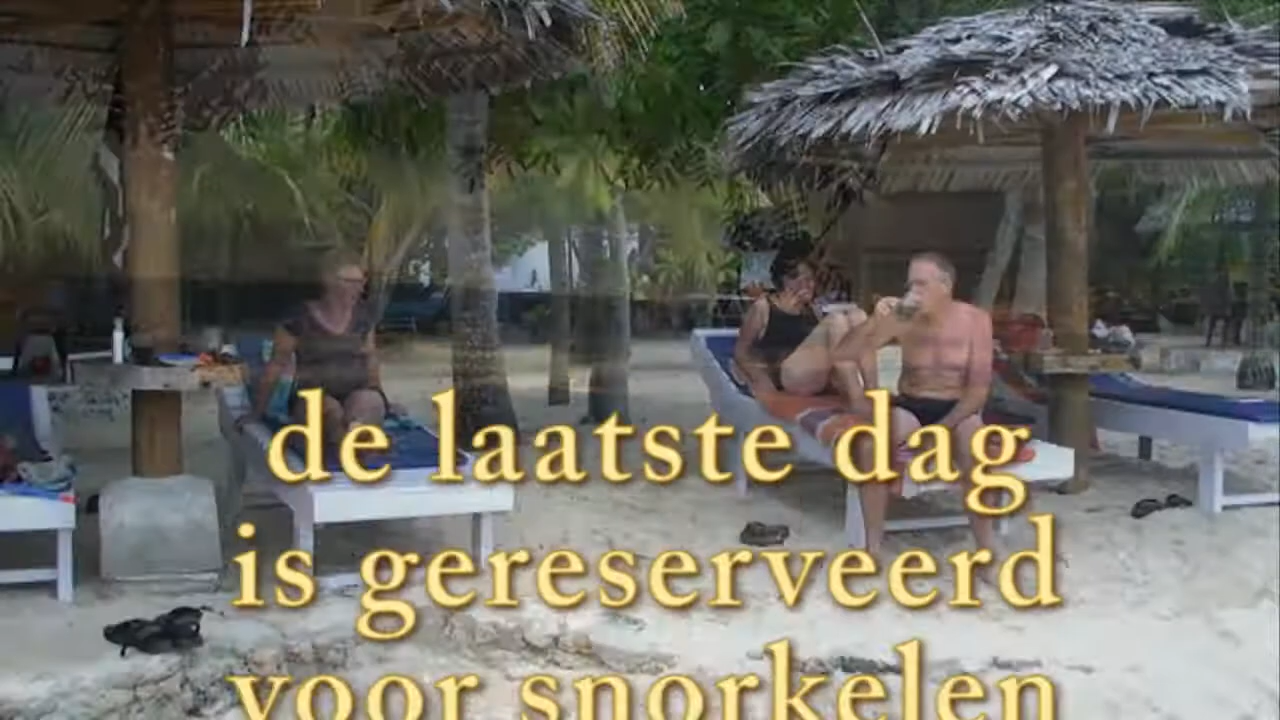 de laatste dag
is gereserveerd
voor snorkelen